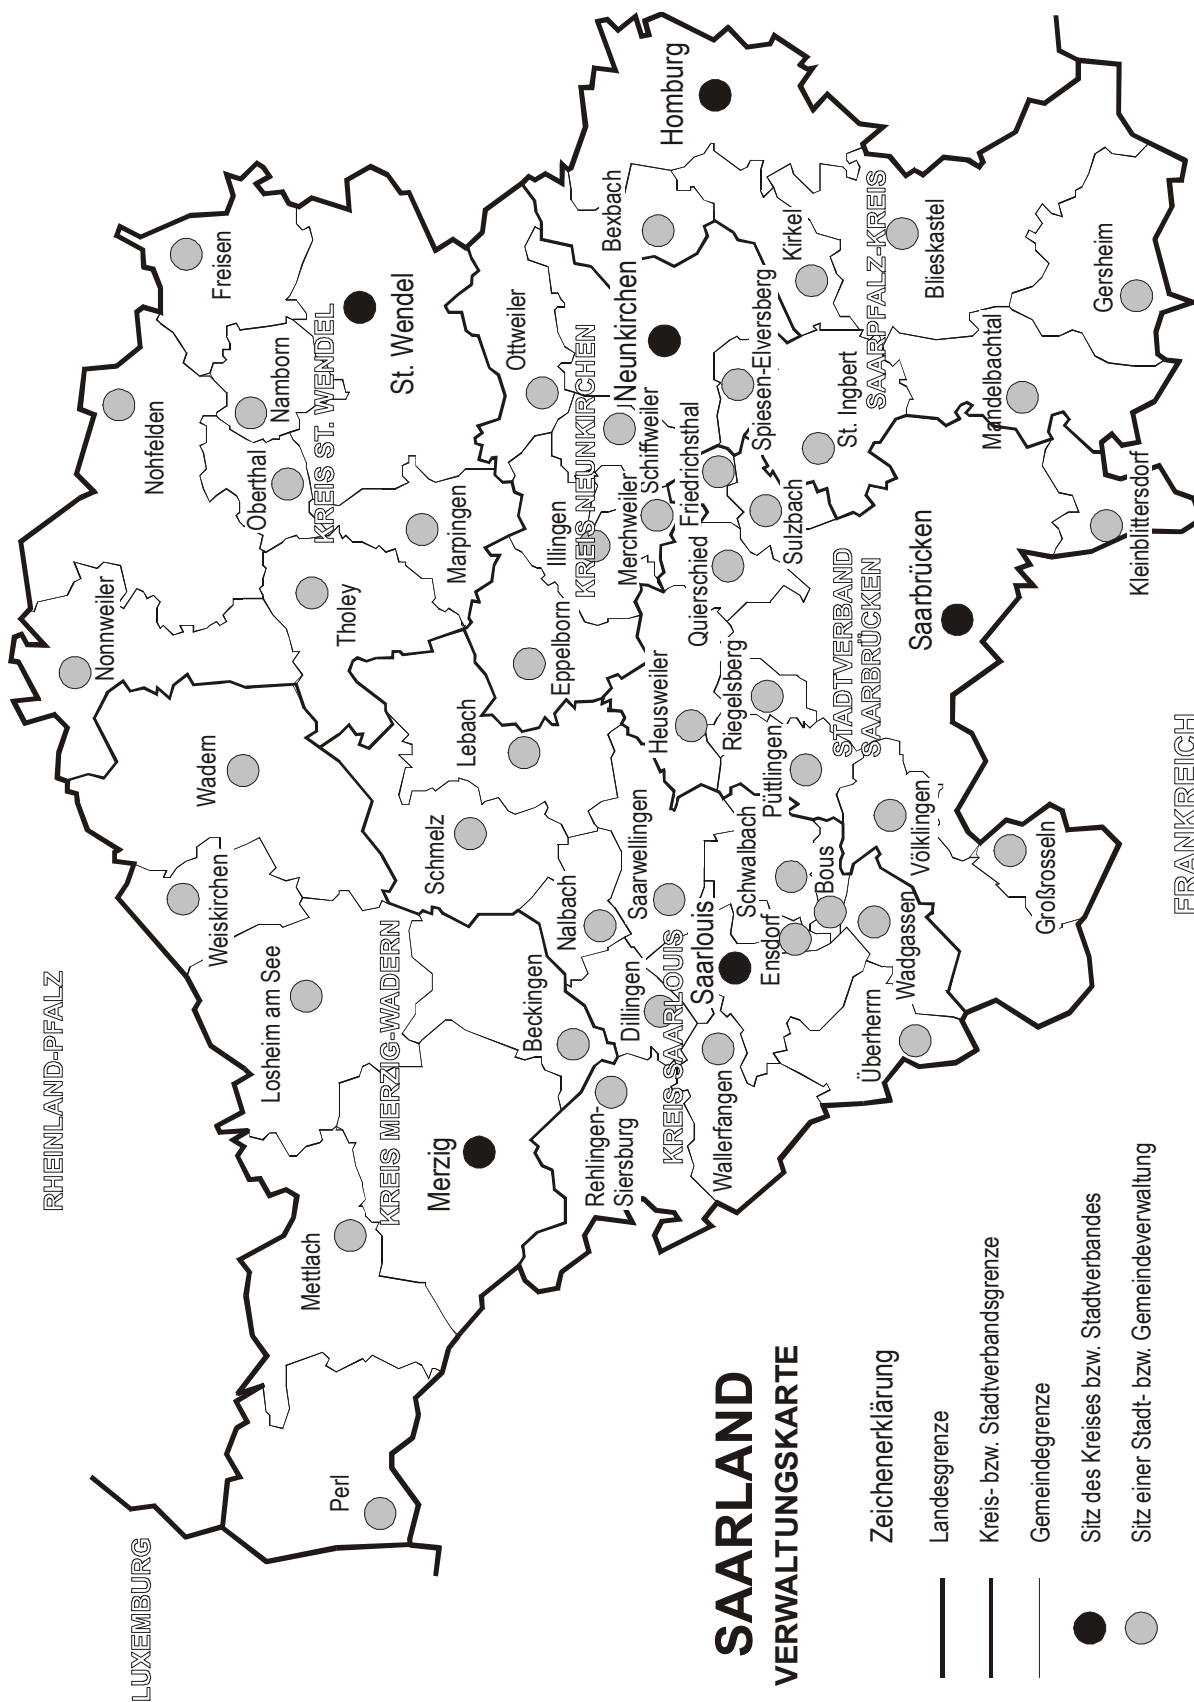 LUXEMBURG
RHEINLAND-PFALZ
FRANKREICH
Perl
Mettlach
Merzig
KREIS MERZIG-WADERN
Losheim am See
Weiskirchen
Wadern
Beckingen
Nonnweiler
Nohfelden
Freisen
Namborn
Oberthal
KREIS ST. WENDEL
St. Wendel
Tholey
Marpingen
Rehlingen-
Siersburg
Dillingen
Nalbach
Schmelz
Lebach
Saarwellingen
KREIS SAARLOUIS
Saarlouis
Wallerfangen
Ensdorf
Schwalbach
Bous
Wadgassen
Überherrn
Eppelborn
Illingen
Merchweiler
Schiffweiler
Ottweiler
KREIS NEUNKIRCHEN
Neunkirchen
Spiesen-Elversberg
Heusweiler
Riegelsberg
Püttlingen
Völklingen
Großrosseln
Quierschied
Friedrichsthal
Sulzbach
STADTVERBAND
SAARBRÜCKEN
Saarbrücken
Kleinblittersdorf
Bexbach
Homburg
Kirkel
St. Ingbert
SAARPFALZ-KREIS
Blieskastel
Mandelbachtal
Gersheim
SAARLAND
VERWALTUNGSKARTE
Zeichenerklärung
Landesgrenze
Kreis- bzw. Stadtverbandsgrenze
Gemeindegrenze
Sitz des Kreises bzw. Stadtverbandes
Sitz einer Stadt- bzw. Gemeindeverwaltung